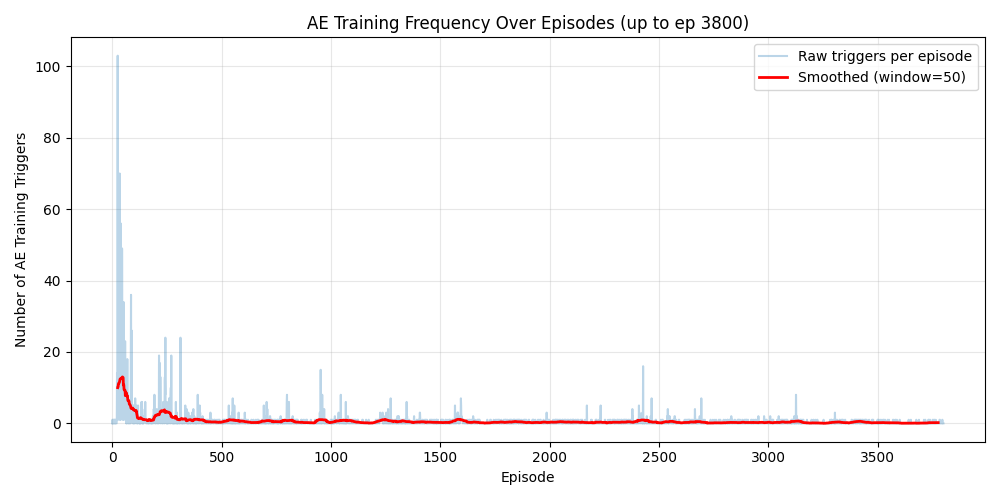 AE Training Frequency Over Episodes (up to ep 3800)
Raw triggers per episode
Smoothed (window=50)
Number of AE Training Triggers
100
80
60
40
20
0
0 500 1000 1500 2000 2500 3000 3500
Episode